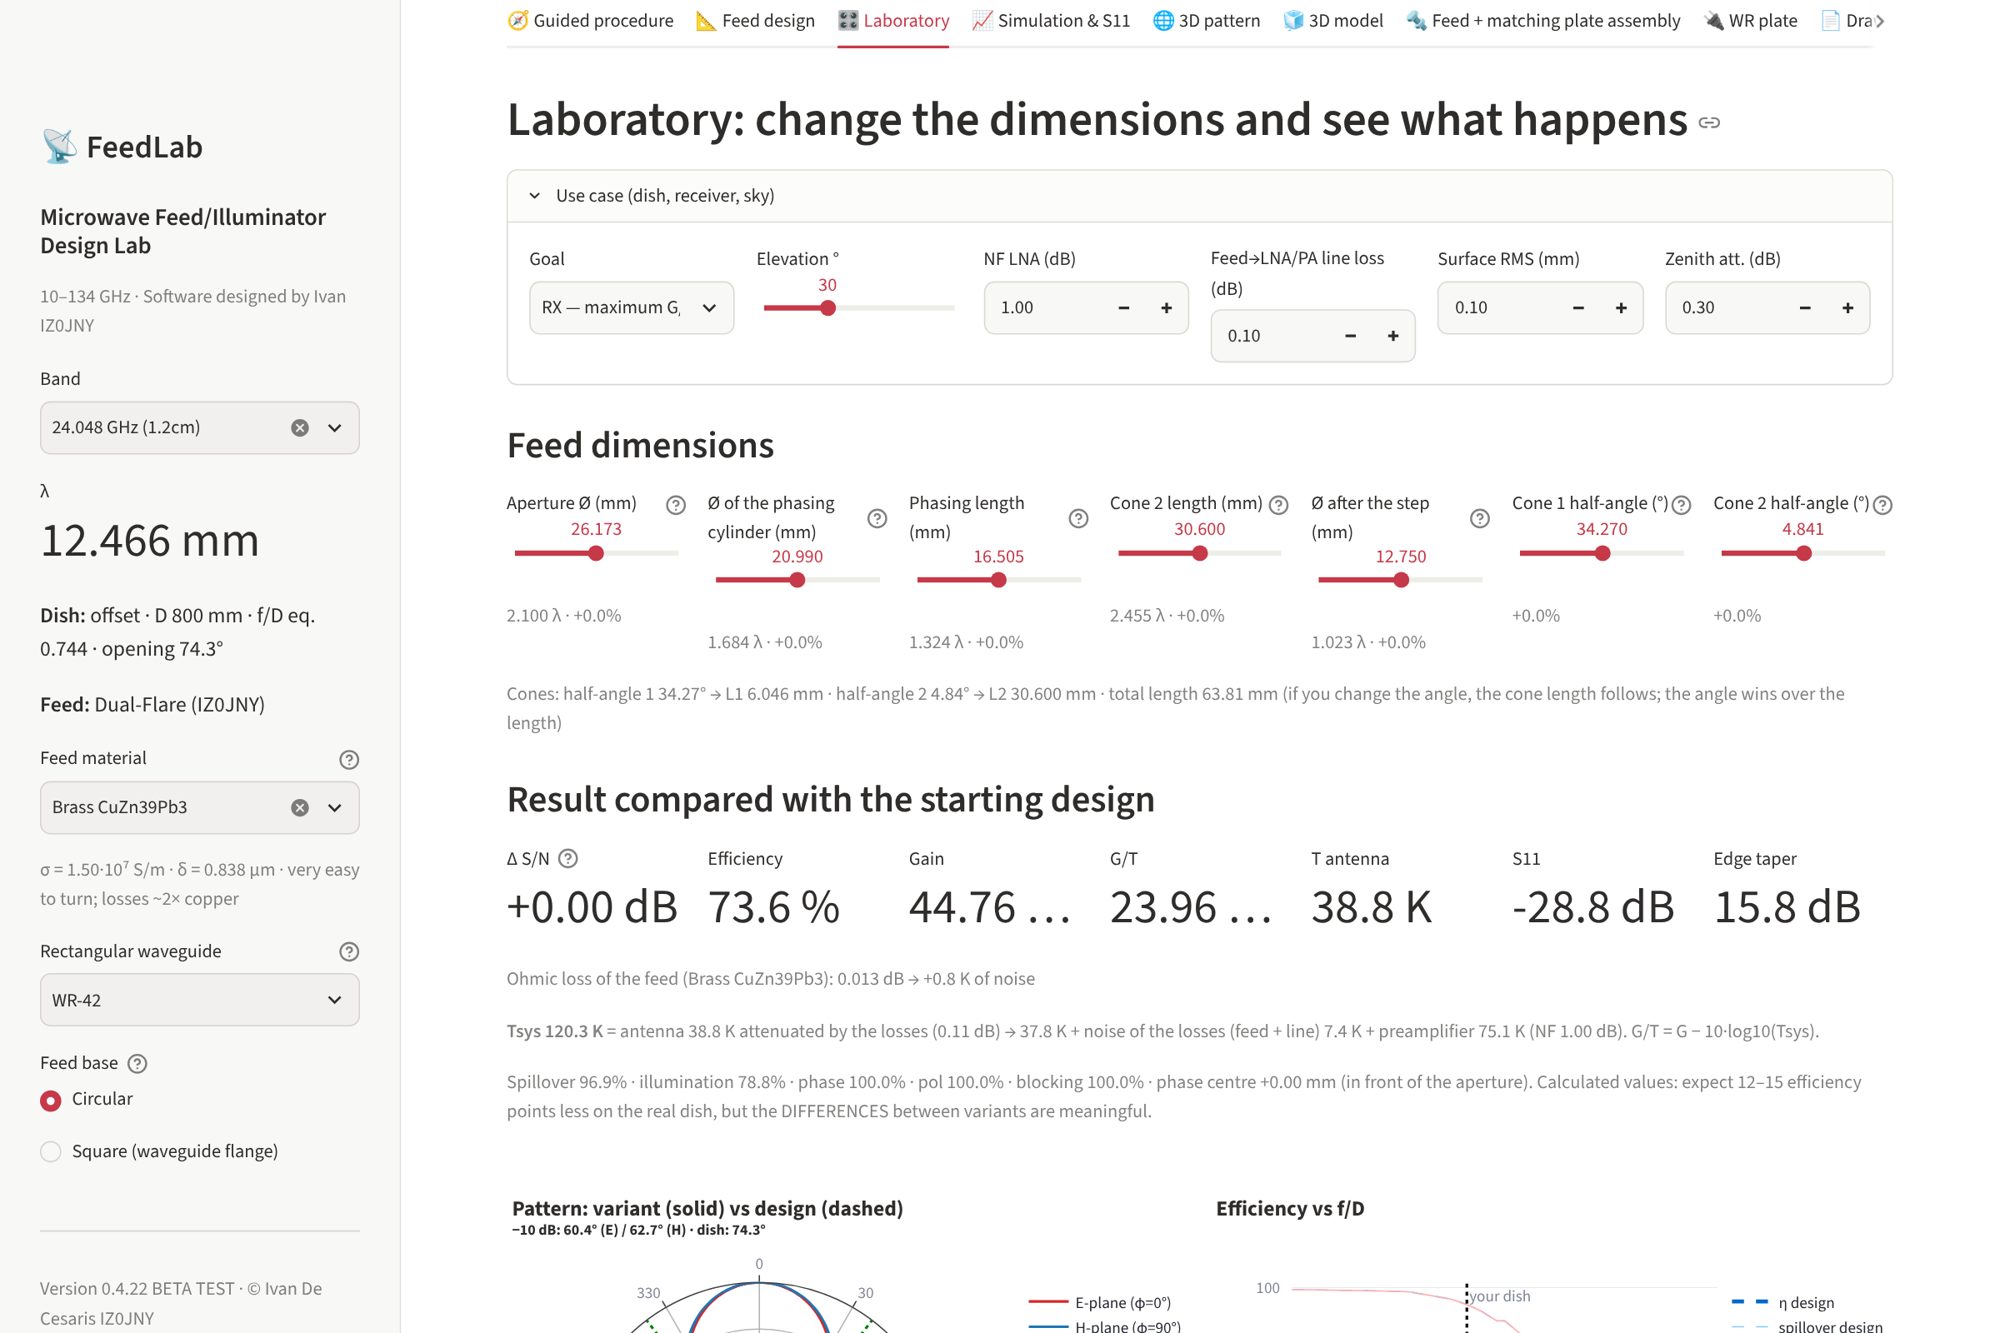 🧭 Guided procedure
📐 Feed design
🎛️ Laboratory
📈 Simulation & S11
🌐 3D pattern
🧊 3D model
🔩 Feed + matching plate assembly
🔌 WR plate
📄
📡 FeedLab
Microwave Feed/Illuminator
Design Lab
10–134 GHz · Software designed by Ivan
IZ0JNY
Band
24.048 GHz (1.2cm)
λ
12.466 mm
Dish: offset · D 800 mm · f/D eq.
0.744 · opening 74.3°
Feed: Dual-Flare (IZ0JNY)
Feed material
Brass CuZn39Pb3
σ = 1.50·10⁷ S/m · δ = 0.838 µm · very easy
to turn; losses ~2× copper
Rectangular waveguide
WR-42
Feed base
Circular
Square (waveguide flange)
Version 0.4.22 BETA TEST · © Ivan De
Cesaris IZ0JNY
Laboratory: change the dimensions and see what happens
Use case (dish, receiver, sky)
Goal
RX — maximum G,
Elevation °
30
NF LNA (dB)
1.00
Feed→LNA/PA line loss
(dB)
0.10
Surface RMS (mm)
0.10
Zenith att. (dB)
0.30
Feed dimensions
Aperture Ø (mm)
26.173
2.100 λ · +0.0%
Ø of the phasing
cylinder (mm)
20.990
1.684 λ · +0.0%
Phasing length
(mm)
16.505
1.324 λ · +0.0%
Cone 2 length (mm)
30.600
2.455 λ · +0.0%
Ø after the step
(mm)
12.750
1.023 λ · +0.0%
Cone 1 half-angle (°)
34.270
+0.0%
Cone 2 half-angle (°)
4.841
+0.0%
Cones: half-angle 1 34.27° → L1 6.046 mm · half-angle 2 4.84° → L2 30.600 mm · total length 63.81 mm (if you change the angle, the cone length follows; the angle wins over the
length)
Result compared with the starting design
Δ S/N
+0.00 dB
Efficiency
73.6 %
Gain
44.76 …
G/T
23.96 …
T antenna
38.8 K
S11
-28.8 dB
Edge taper
15.8 dB
Ohmic loss of the feed (Brass CuZn39Pb3): 0.013 dB → +0.8 K of noise
Tsys 120.3 K = antenna 38.8 K attenuated by the losses (0.11 dB) → 37.8 K + noise of the losses (feed + line) 7.4 K + preamplifier 75.1 K (NF 1.00 dB). G/T = G − 10·log10(Tsys).
Spillover 96.9% · illumination 78.8% · phase 100.0% · pol 100.0% · blocking 100.0% · phase centre +0.00 mm (in front of the aperture). Calculated values: expect 12–15 efficiency
points less on the real dish, but the DIFFERENCES between variants are meaningful.
Pattern: variant (solid) vs design (dashed)
−10 dB: 60.4° (E) / 62.7° (H) · dish: 74.3°
0
330
30
E-plane (φ=0°)
H-plane (φ=90°)
Efficiency vs f/D
100
your dish
η design
spillover design